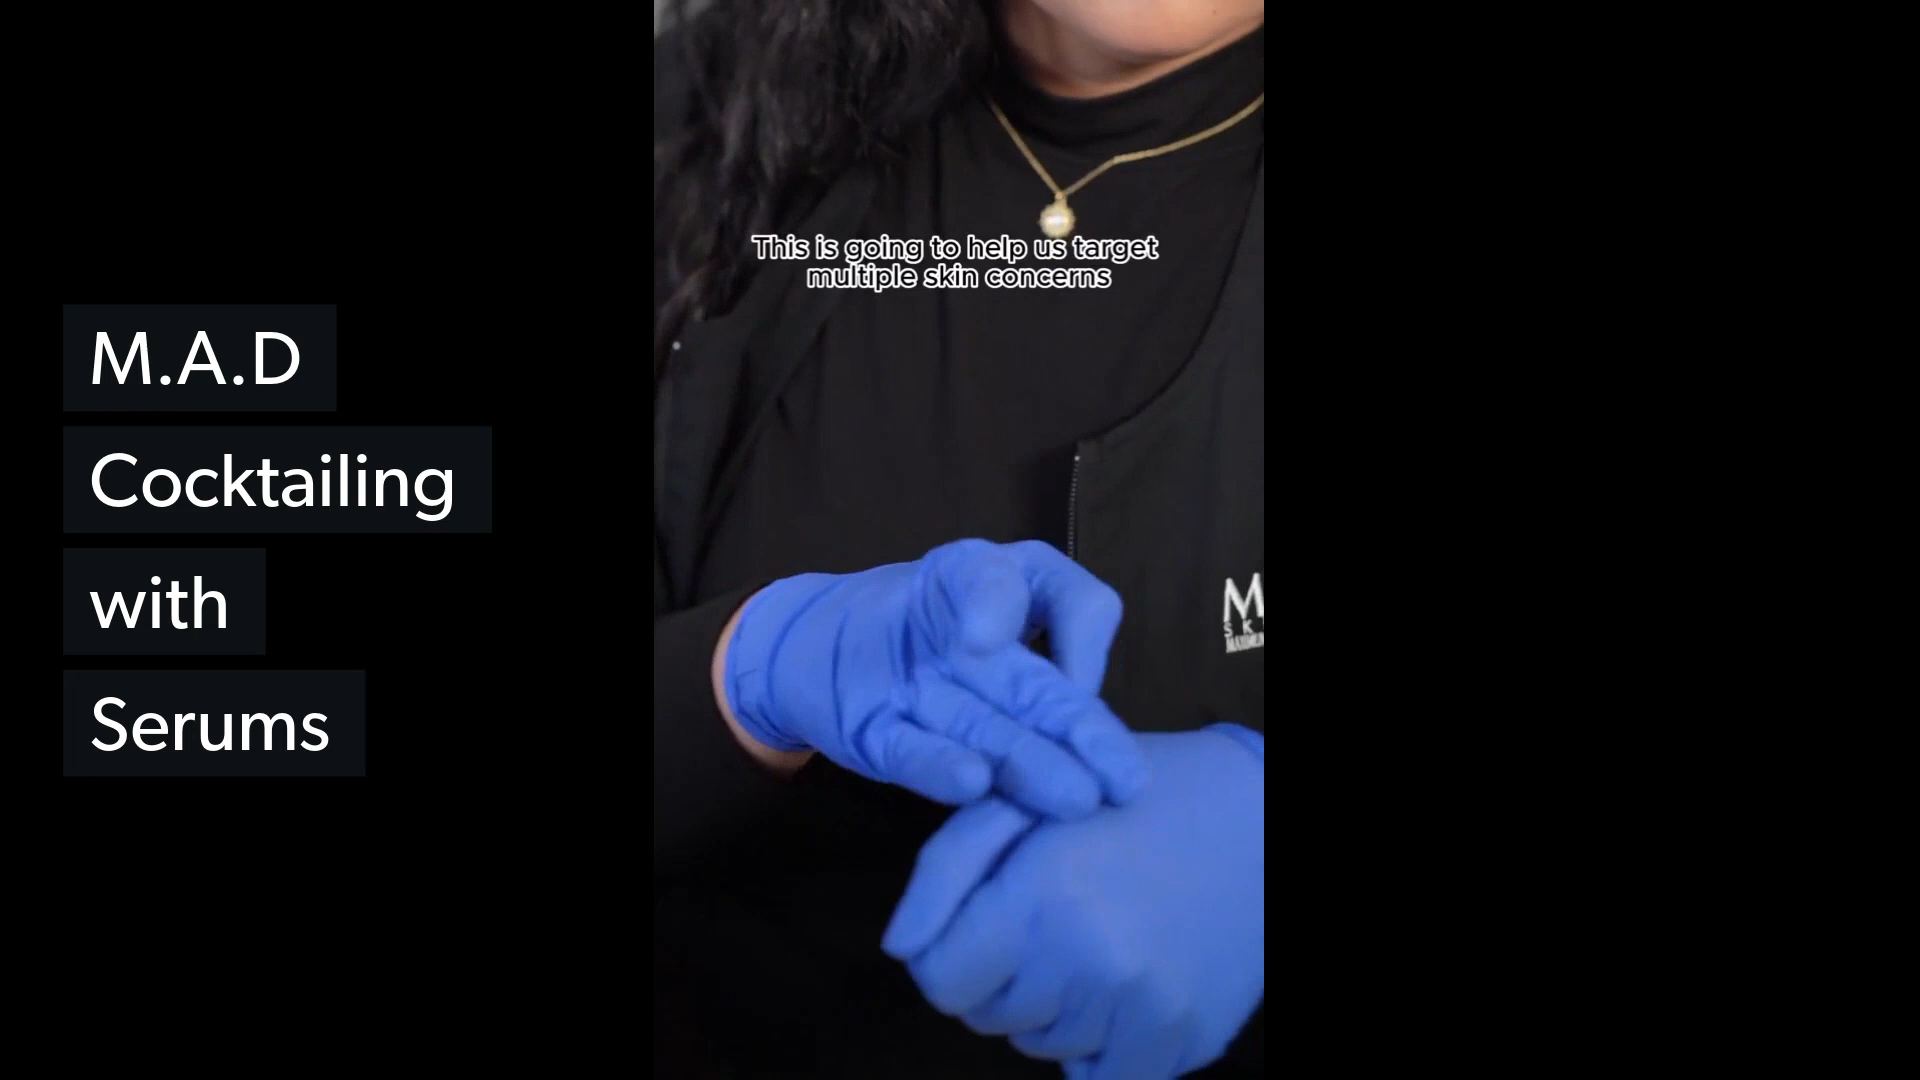 M.A.D
Cocktailing
with
Serums
This is going to help us target
multiple skin concerns